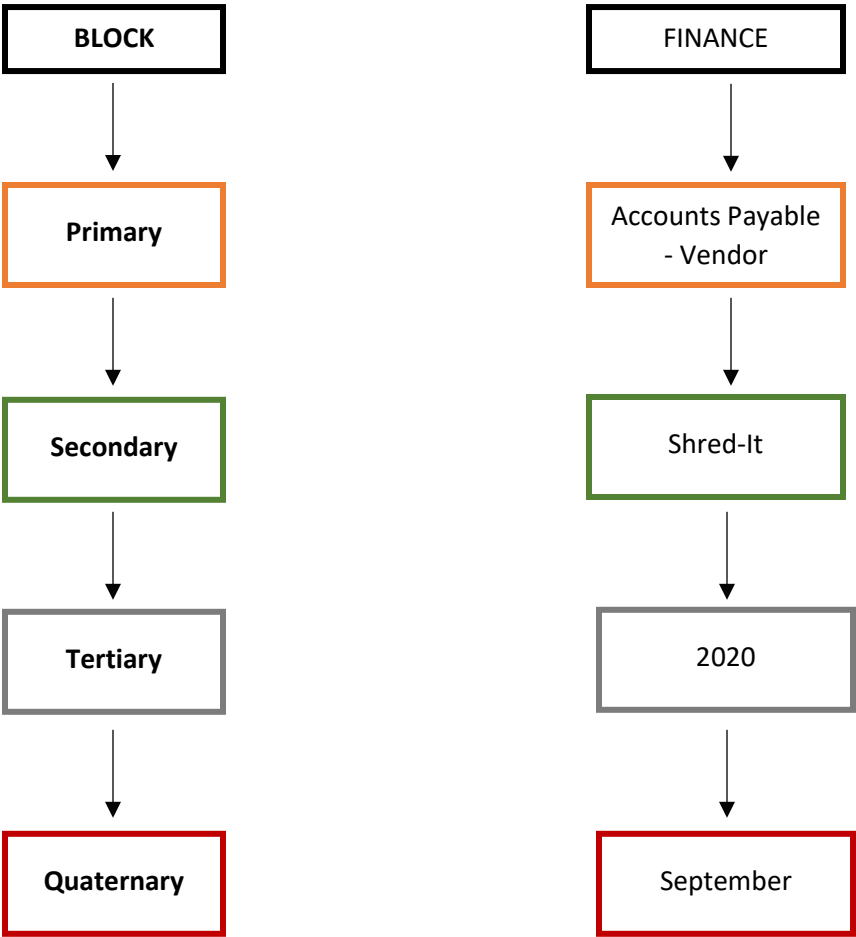 BLOCK
FINANCE
Primary
Accounts Payable
- Vendor
Secondary
Shred-It
Tertiary
2020
Quaternary
September